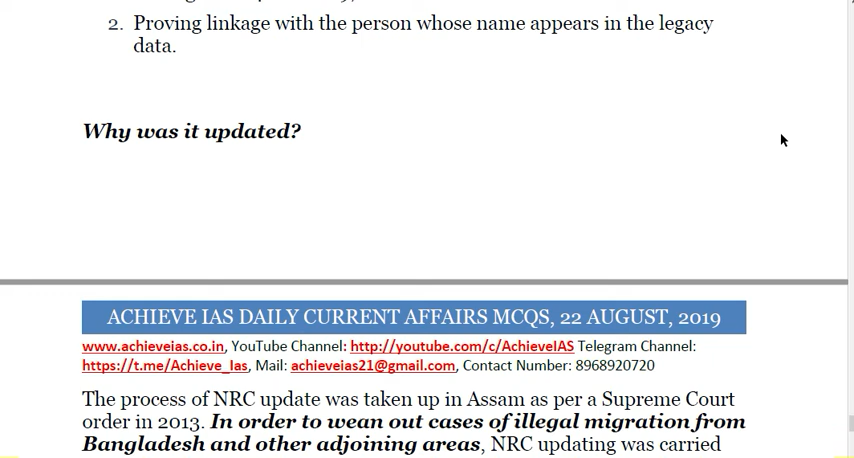 2. Proving linkage with the person whose name appears in the legacy
data.
Why was it updated?
ACHIEVE IAS DAILY CURRENT AFFAIRS MCQS, 22 AUGUST, 2019
www.achieveias.co.in, YouTube Channel: http://youtube.com/c/AchieveIAS Telegram Channel:
https://t.me/Achieve_Ias, Mail: achieveias21@gmail.com, Contact Number: 8968920720
The process of NRC update was taken up in Assam as per a Supreme Court
order in 2013. In order to wean out cases of illegal migration from
Bangladesh and other adjoining areas, NRC updating was carried